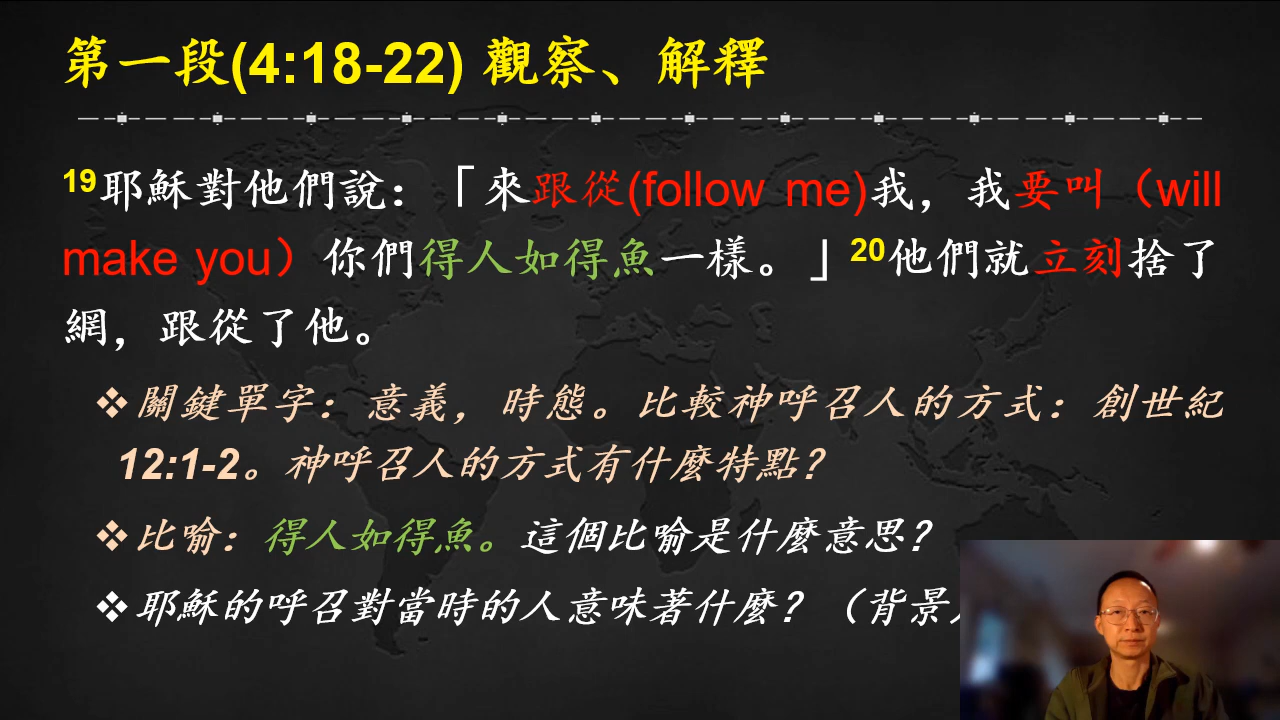 第一段(4:18-22) 觀察、解釋
19耶穌對他們說：「來跟從(follow me)我，我要叫（will
make you）你們得人如得魚一樣。」20他們就立刻捨了
網，跟從了他。
❖關鍵單字：意義，時態。比較神呼召人的方式：創世紀
12:1-2。神呼召人的方式有什麼特點？
❖比喻：得人如得魚。這個比喻是什麼意思？
❖耶穌的呼召對當時的人意味著什麼？（背景